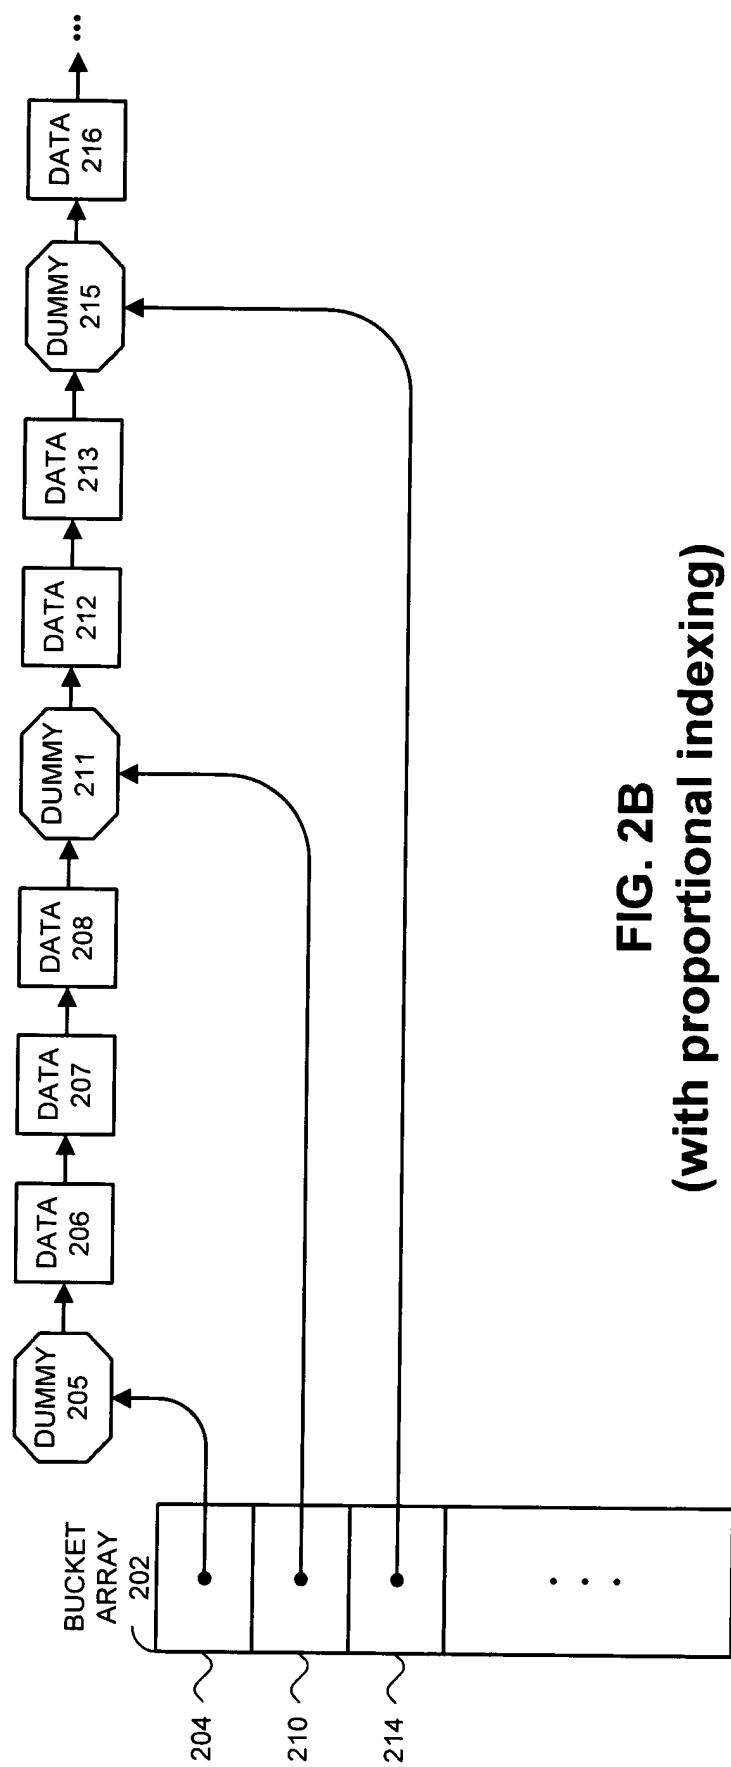 DUMMY
205
DATA
206
DATA
207
DATA
208
DUMMY
211
DATA
212
DATA
213
DUMMY
215
DATA
216
...
BUCKET
ARRAY
202
204
210
214
. . .
FIG. 2B
(with proportional indexing)